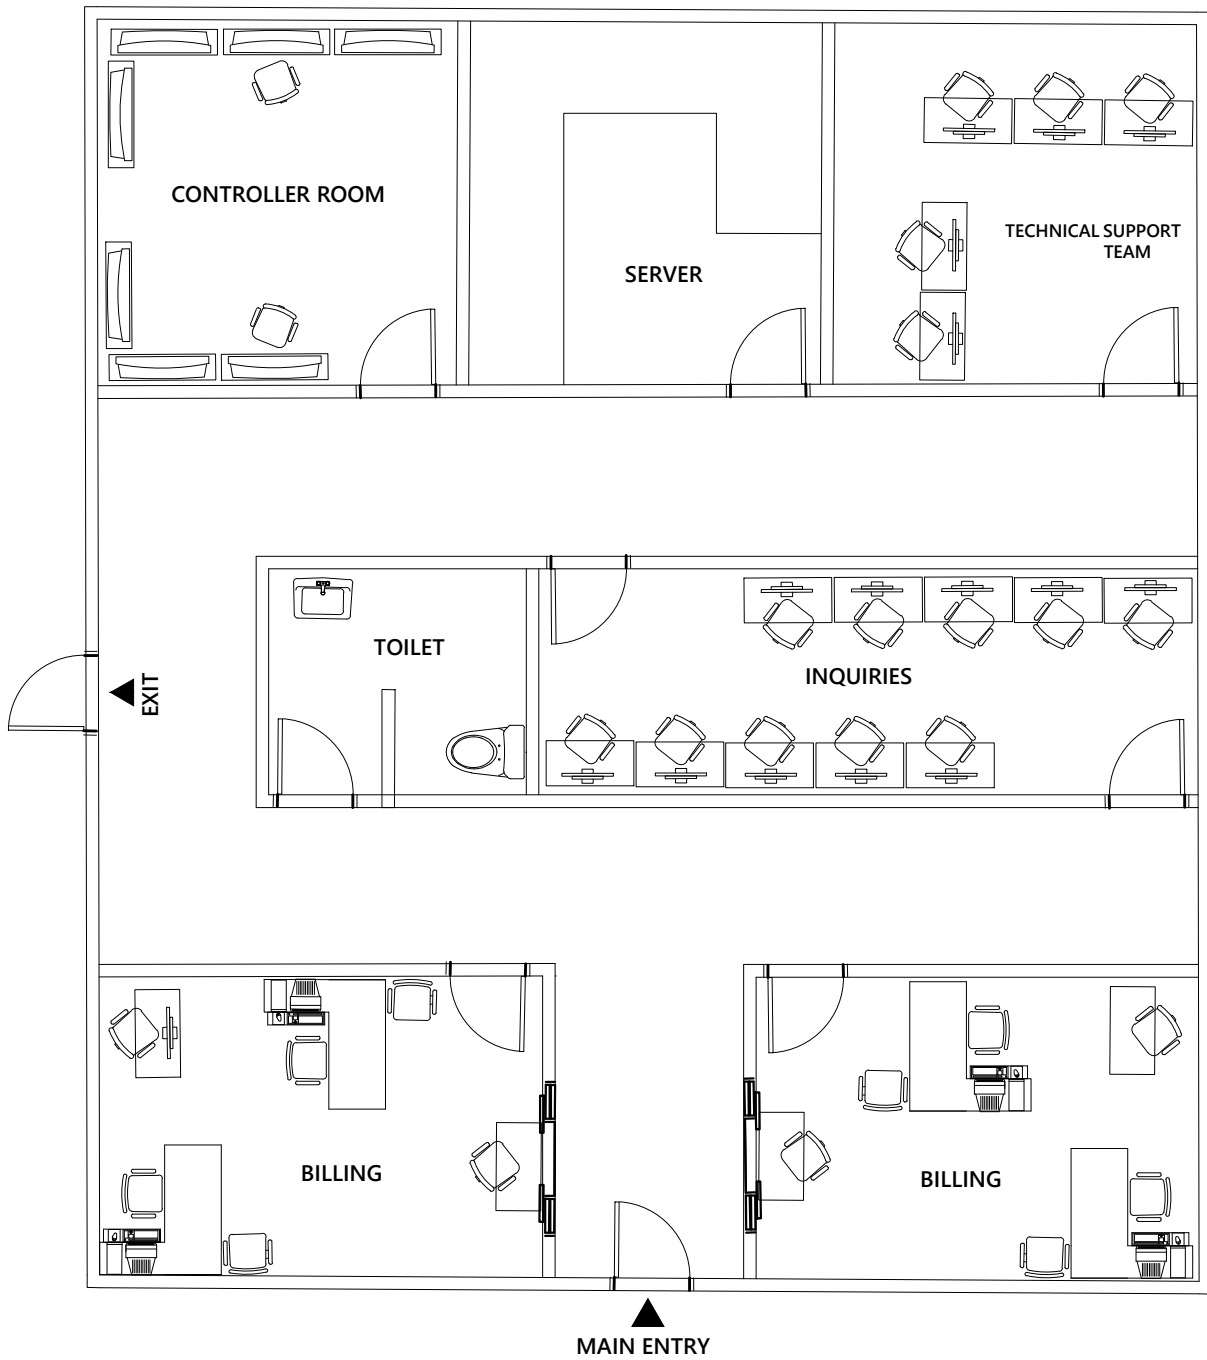 CONTROLLER ROOM
SERVER
TECHNICAL SUPPORT
TEAM
TOILET
INQUIRIES
EXIT
BILLING
BILLING
MAIN ENTRY